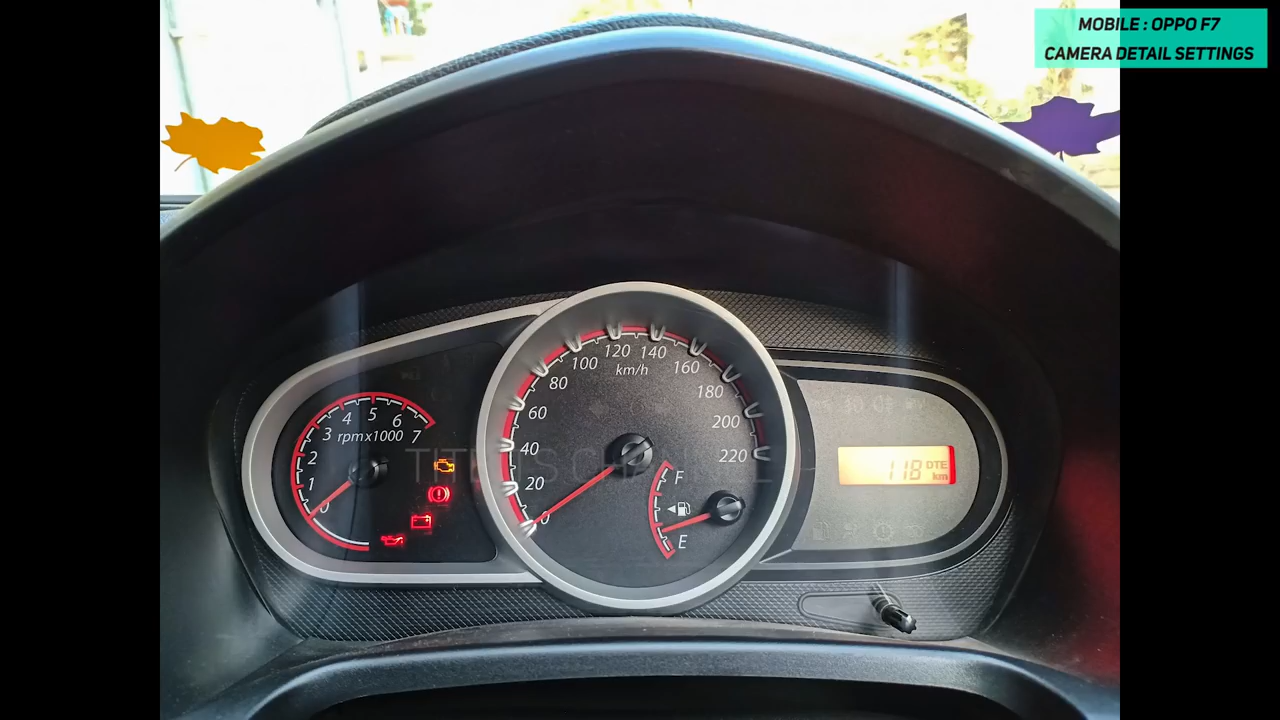 MOBILE : OPPO F7
CAMERA DETAIL SETTINGS
0 1 2 3 4 5 6 7
rpmx1000
0 20 40 60 80 100 120 140 160 180 200 220
km/h
F
E
118 DTE
km